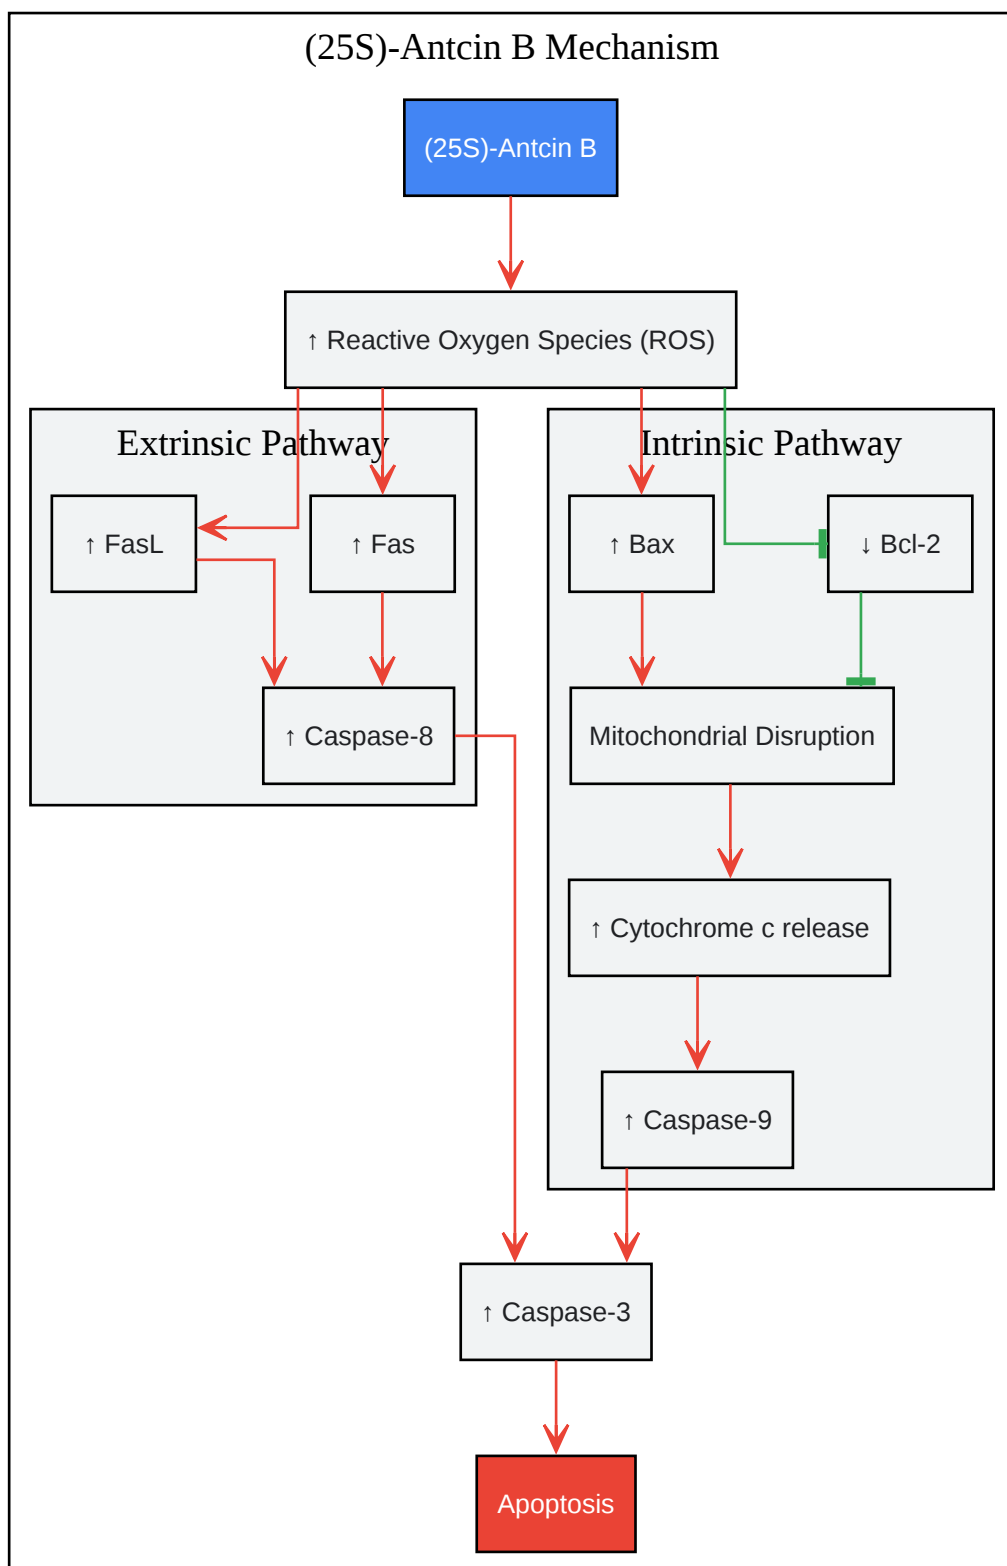 (25S)-Antcin B Mechanism
(25S)-Antcin B
↑ Reactive Oxygen Species (ROS)
Extrinsic Pathway
Intrinsic Pathway
↑ FasL
↑ Fas
↑ Bax
↓ Bcl-2
↑ Caspase-8
Mitochondrial Disruption
↑ Cytochrome c release
↑ Caspase-9
↑ Caspase-3
Apoptosis